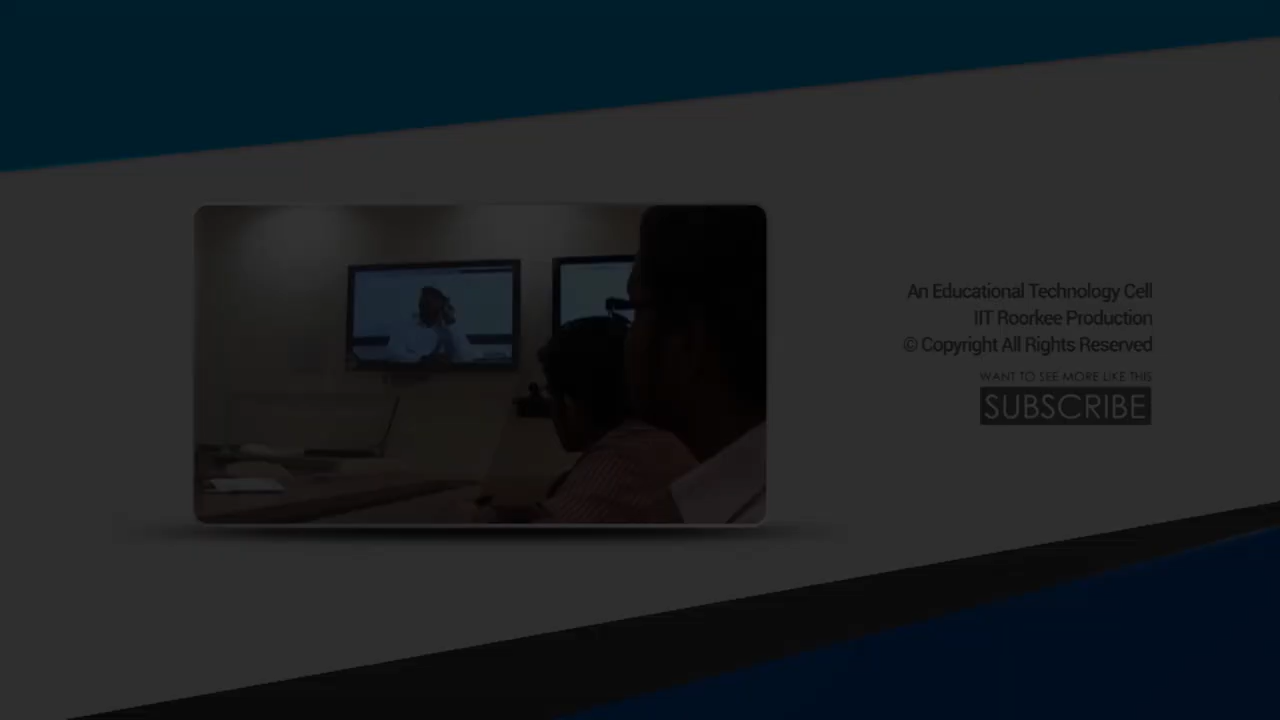 An Educational Technology Cell
IIT Roorkee Production
© Copyright All Rights Reserved
WANT TO SEE MORE LIKE THIS
SUBSCRIBE